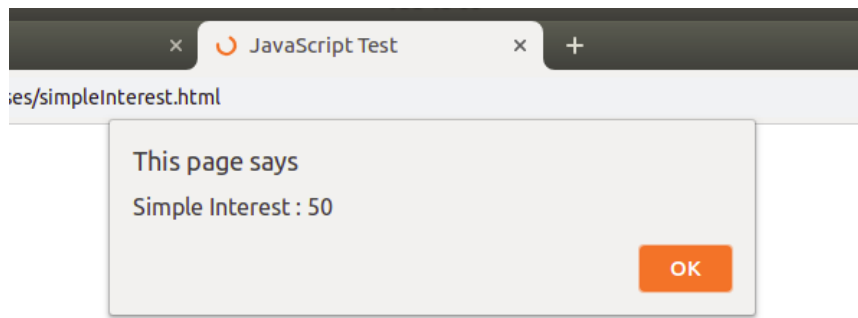 JavaScript Test
ses/simpleInterest.html
This page says
Simple Interest : 50
OK